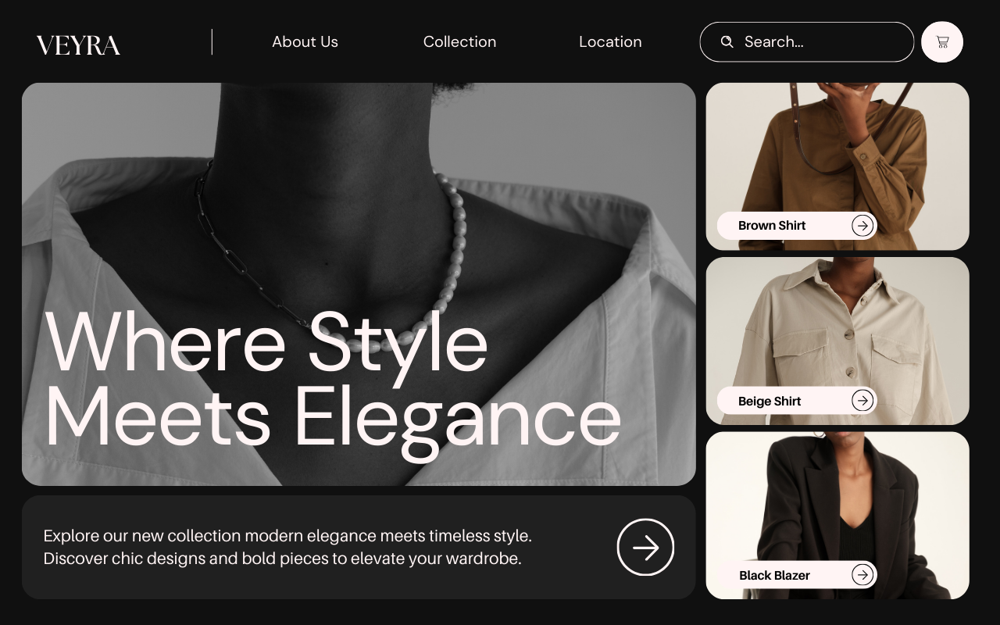 VEYRA
About Us
Collection
Location
Search...
Where Style
Meets Elegance
Explore our new collection modern elegance meets timeless style.
Discover chic designs and bold pieces to elevate your wardrobe.
Brown Shirt
Beige Shirt
Black Blazer